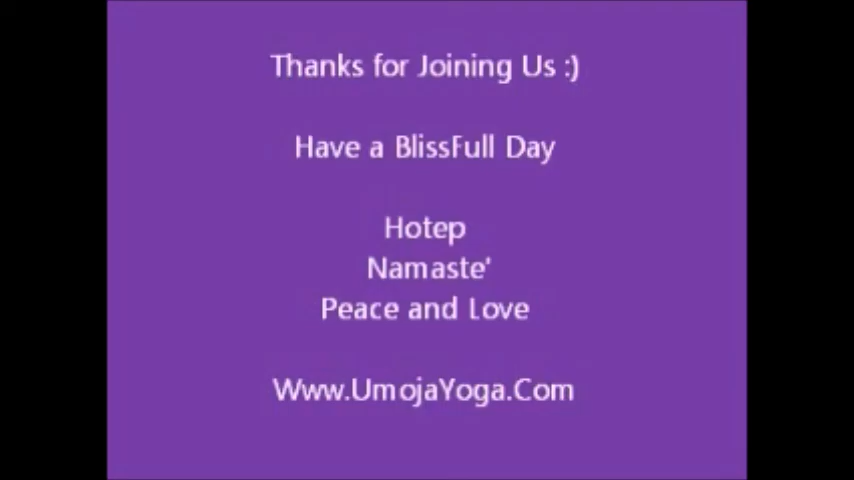 Thanks for Joining Us :)
Have a BlissFull Day
Hotep
Namaste'
Peace and Love
Www.UmojaYoga.Com